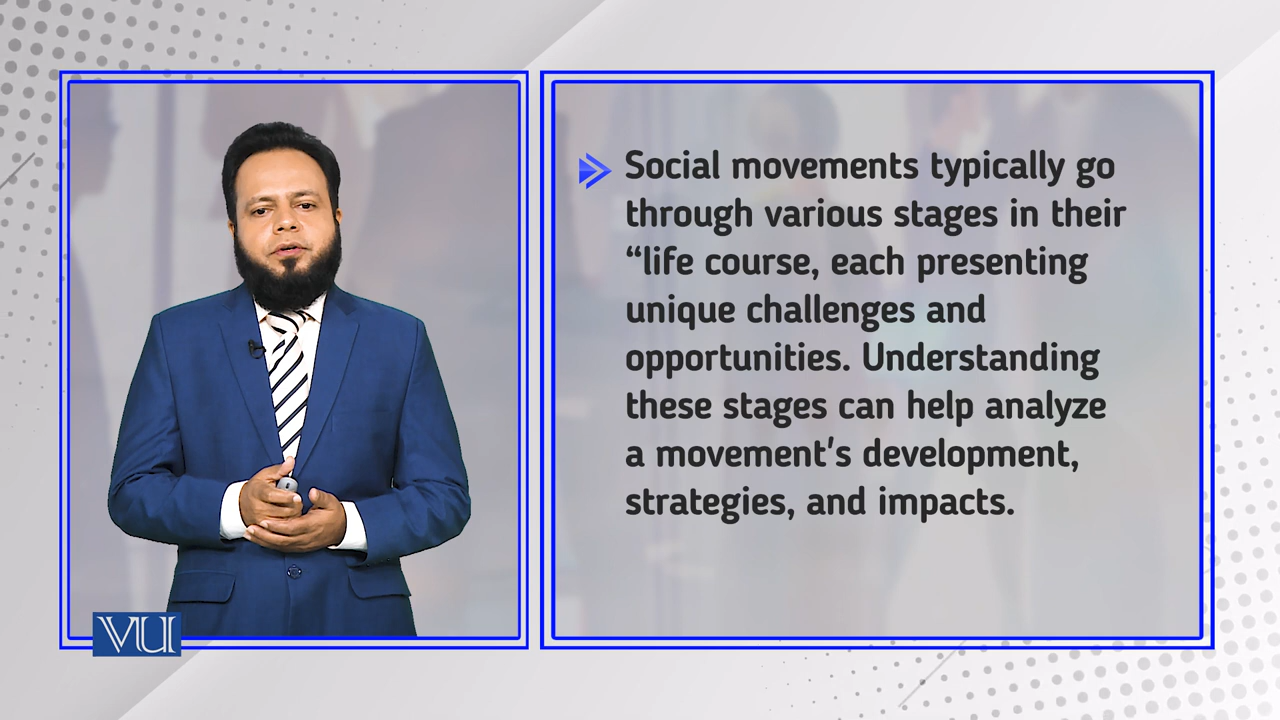 Social movements typically go
through various stages in their
“life course, each presenting
unique challenges and
opportunities. Understanding
these stages can help analyze
a movement's development,
strategies, and impacts.
VU